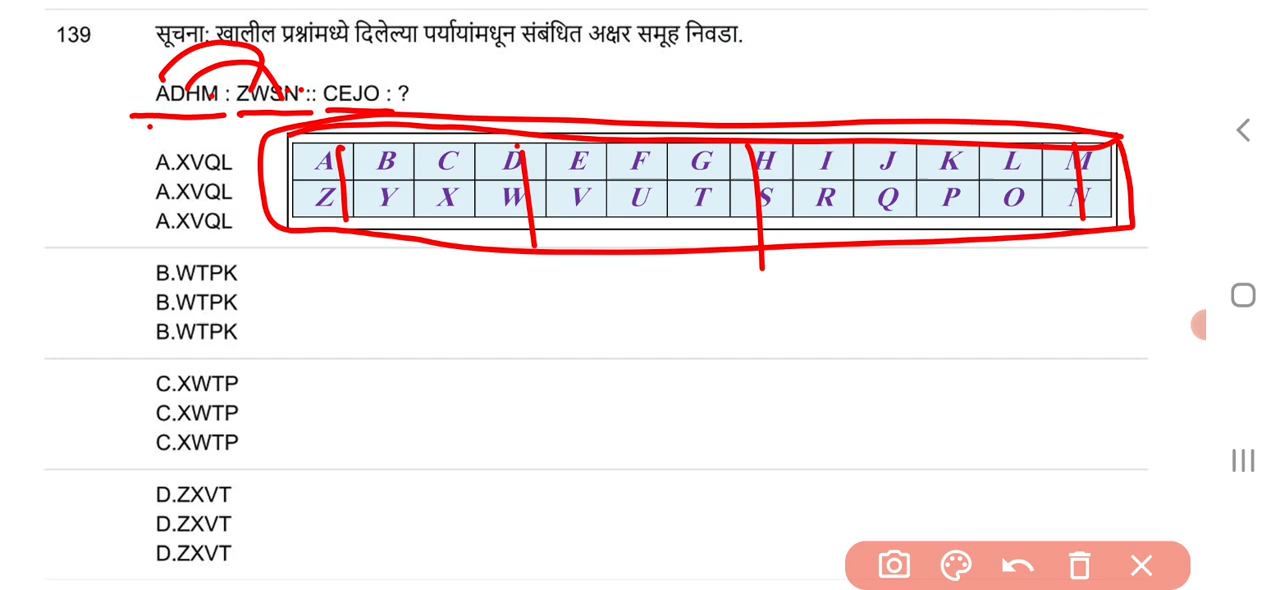 139
सूचना: खालील प्रश्नांमध्ये दिलेल्या पर्यायांमधून संबंधित अक्षर समूह निवडा.
ADHM : ZWSN :: CEJO : ?
A B C D E F G H I J K L M
Z Y X W V U T S R Q P O N
A.XVQL
A.XVQL
A.XVQL
B.WTPK
B.WTPK
B.WTPK
C.XWTP
C.XWTP
C.XWTP
D.ZXVT
D.ZXVT
D.ZXVT